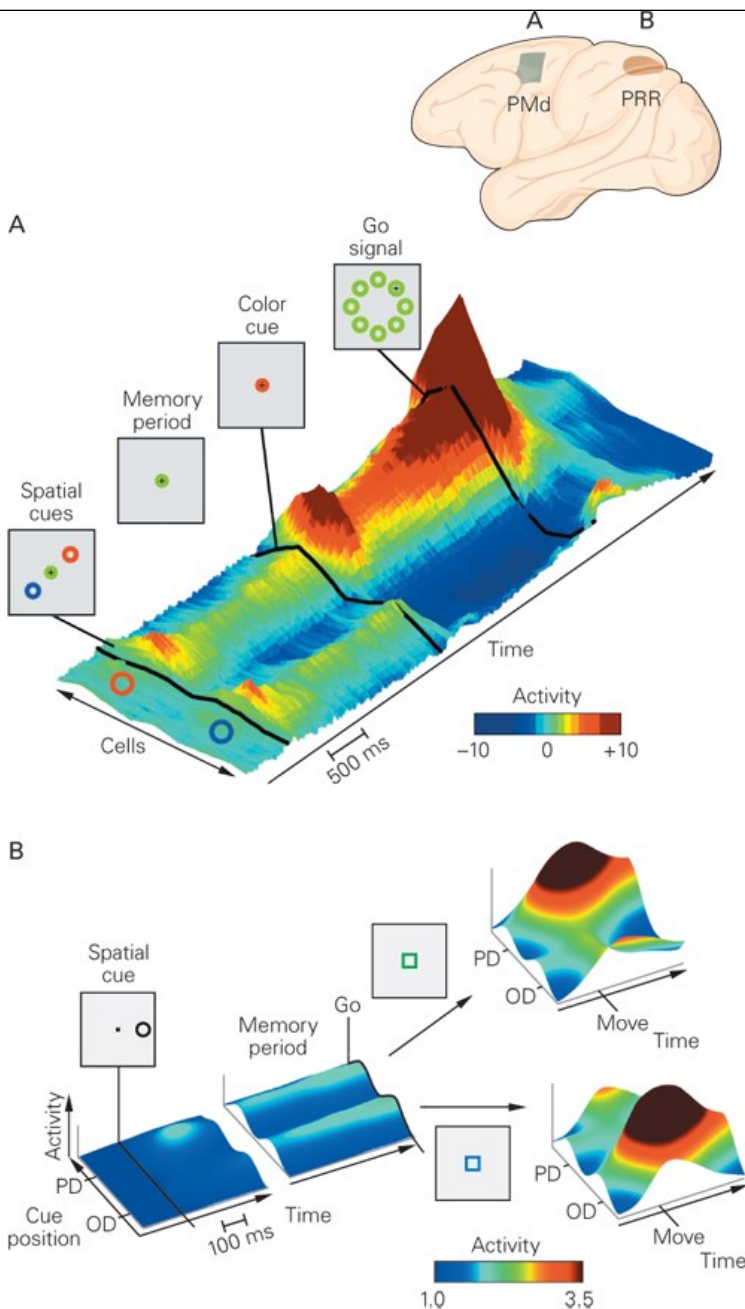 A
B
PMd
PRR
A
Go
signal
Color
cue
Memory
period
Spatial
cues
Time
Activity
−10 0 +10
500 ms
Cells
B
Spatial
cue
Go
Memory
period
Activity
PD
OD
Cue
position
100 ms
Time
PD
OD
Move
Time
PD
OD
Move
Time
Activity
1.0 3.5